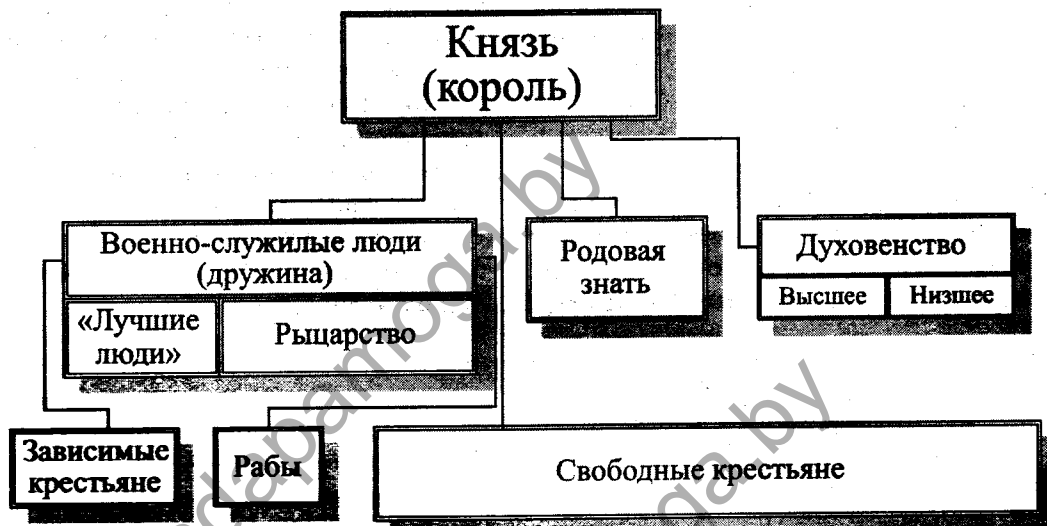 Князь
(король)
Военно-служилые люди
(дружина)
«Лучшие
люди»
Рыцарство
Родовая
знать
Духовенство
Высшее
Низшее
Зависимые
крестьяне
Рабы
Свободные крестьяне